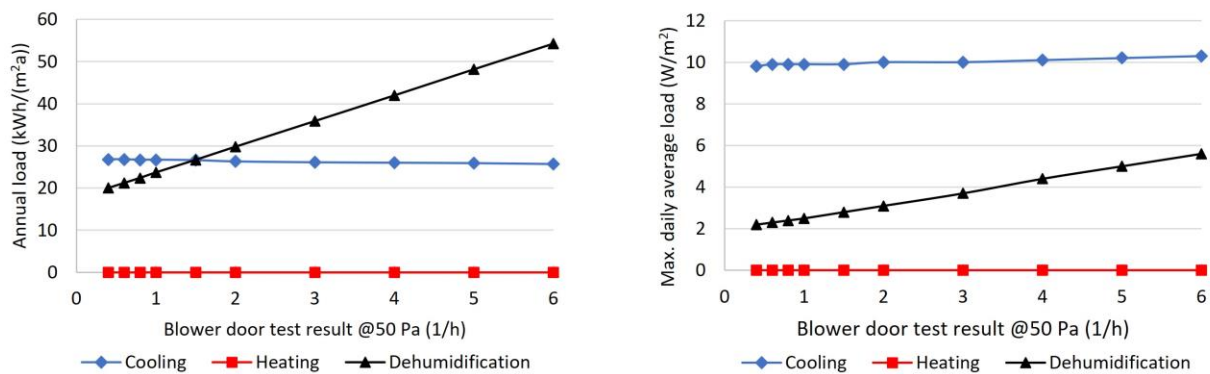 Annual load (kWh/(m²a))
60
50
40
30
20
10
0
0 1 2 3 4 5 6
Blower door test result @50 Pa (1/h)
Cooling Heating Dehumidification
Max. daily average load (W/m²)
12
10
8
6
4
2
0
0 1 2 3 4 5 6
Blower door test result @50 Pa (1/h)
Cooling Heating Dehumidification